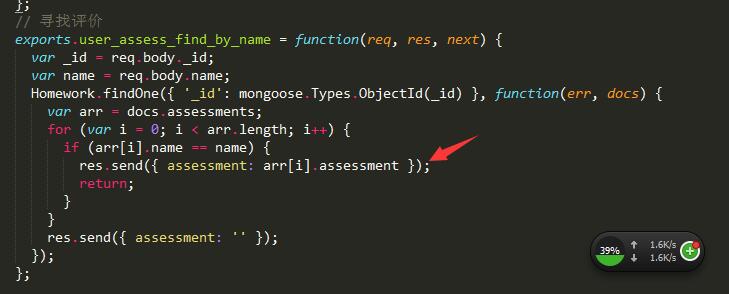 };
// 寻找评价
exports.user_assess_find_by_name = function(req, res, next) {
  var _id = req.body._id;
  var name = req.body.name;
  Homework.findOne({ '_id': mongoose.Types.ObjectId(_id) }, function(err, docs) {
    var arr = docs.assessments;
    for (var i = 0; i < arr.length; i++) {
      if (arr[i].name == name) {
        res.send({ assessment: arr[i].assessment });
        return;
      }
    }
    res.send({ assessment: '' });
  });
};
39%
1.6K/s
1.6K/s